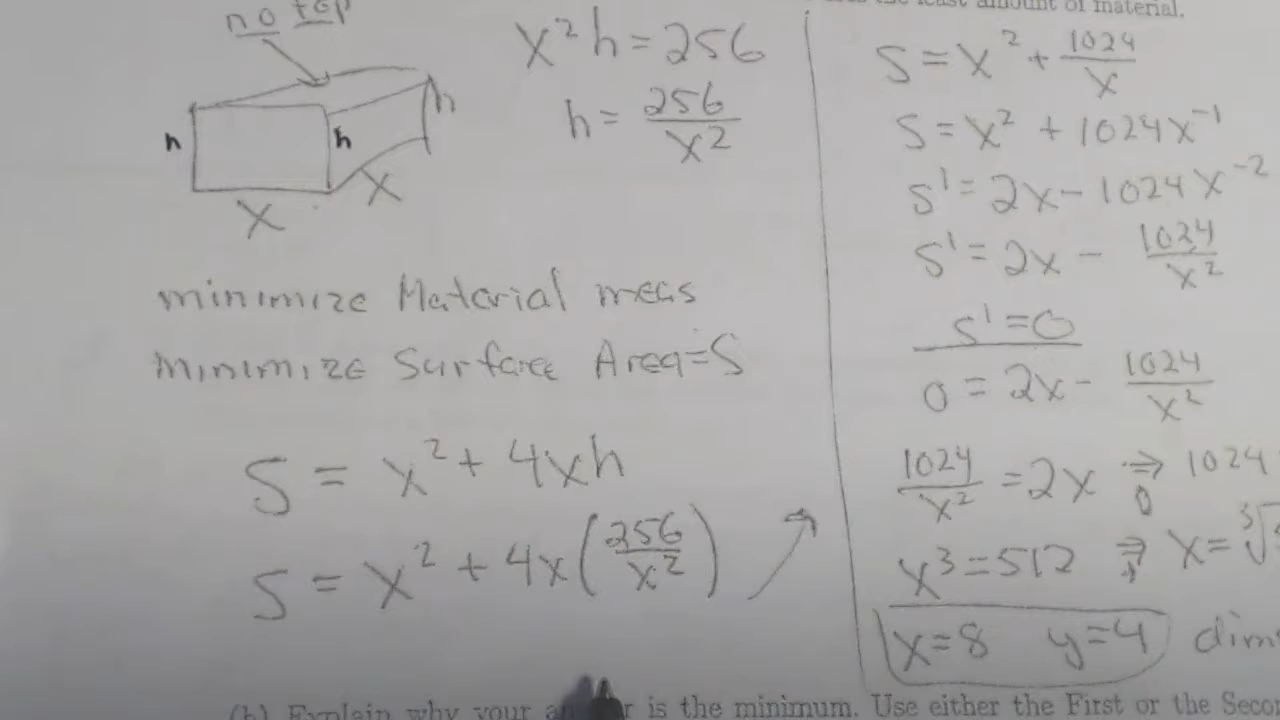 no top
h
h
h
X
X
X²h = 256
h = 256/X²
minimize Material meas
Minimize Surface Area = S
S = X² + 4xh
S = X² + 4x(256/X²)
the least amount of material.
S = X² + 1024/X
S = X² + 1024X⁻¹
S' = 2x - 1024X⁻²
S' = 2x - 1024/X²
S' = 0
0 = 2x - 1024/X²
1024/X² = 2x ⇒ 1024
X³ = 512 ⇒ X = ³√
X = 8 y = 4 dim
(b) Explain why your is the minimum. Use either the First or the Seco